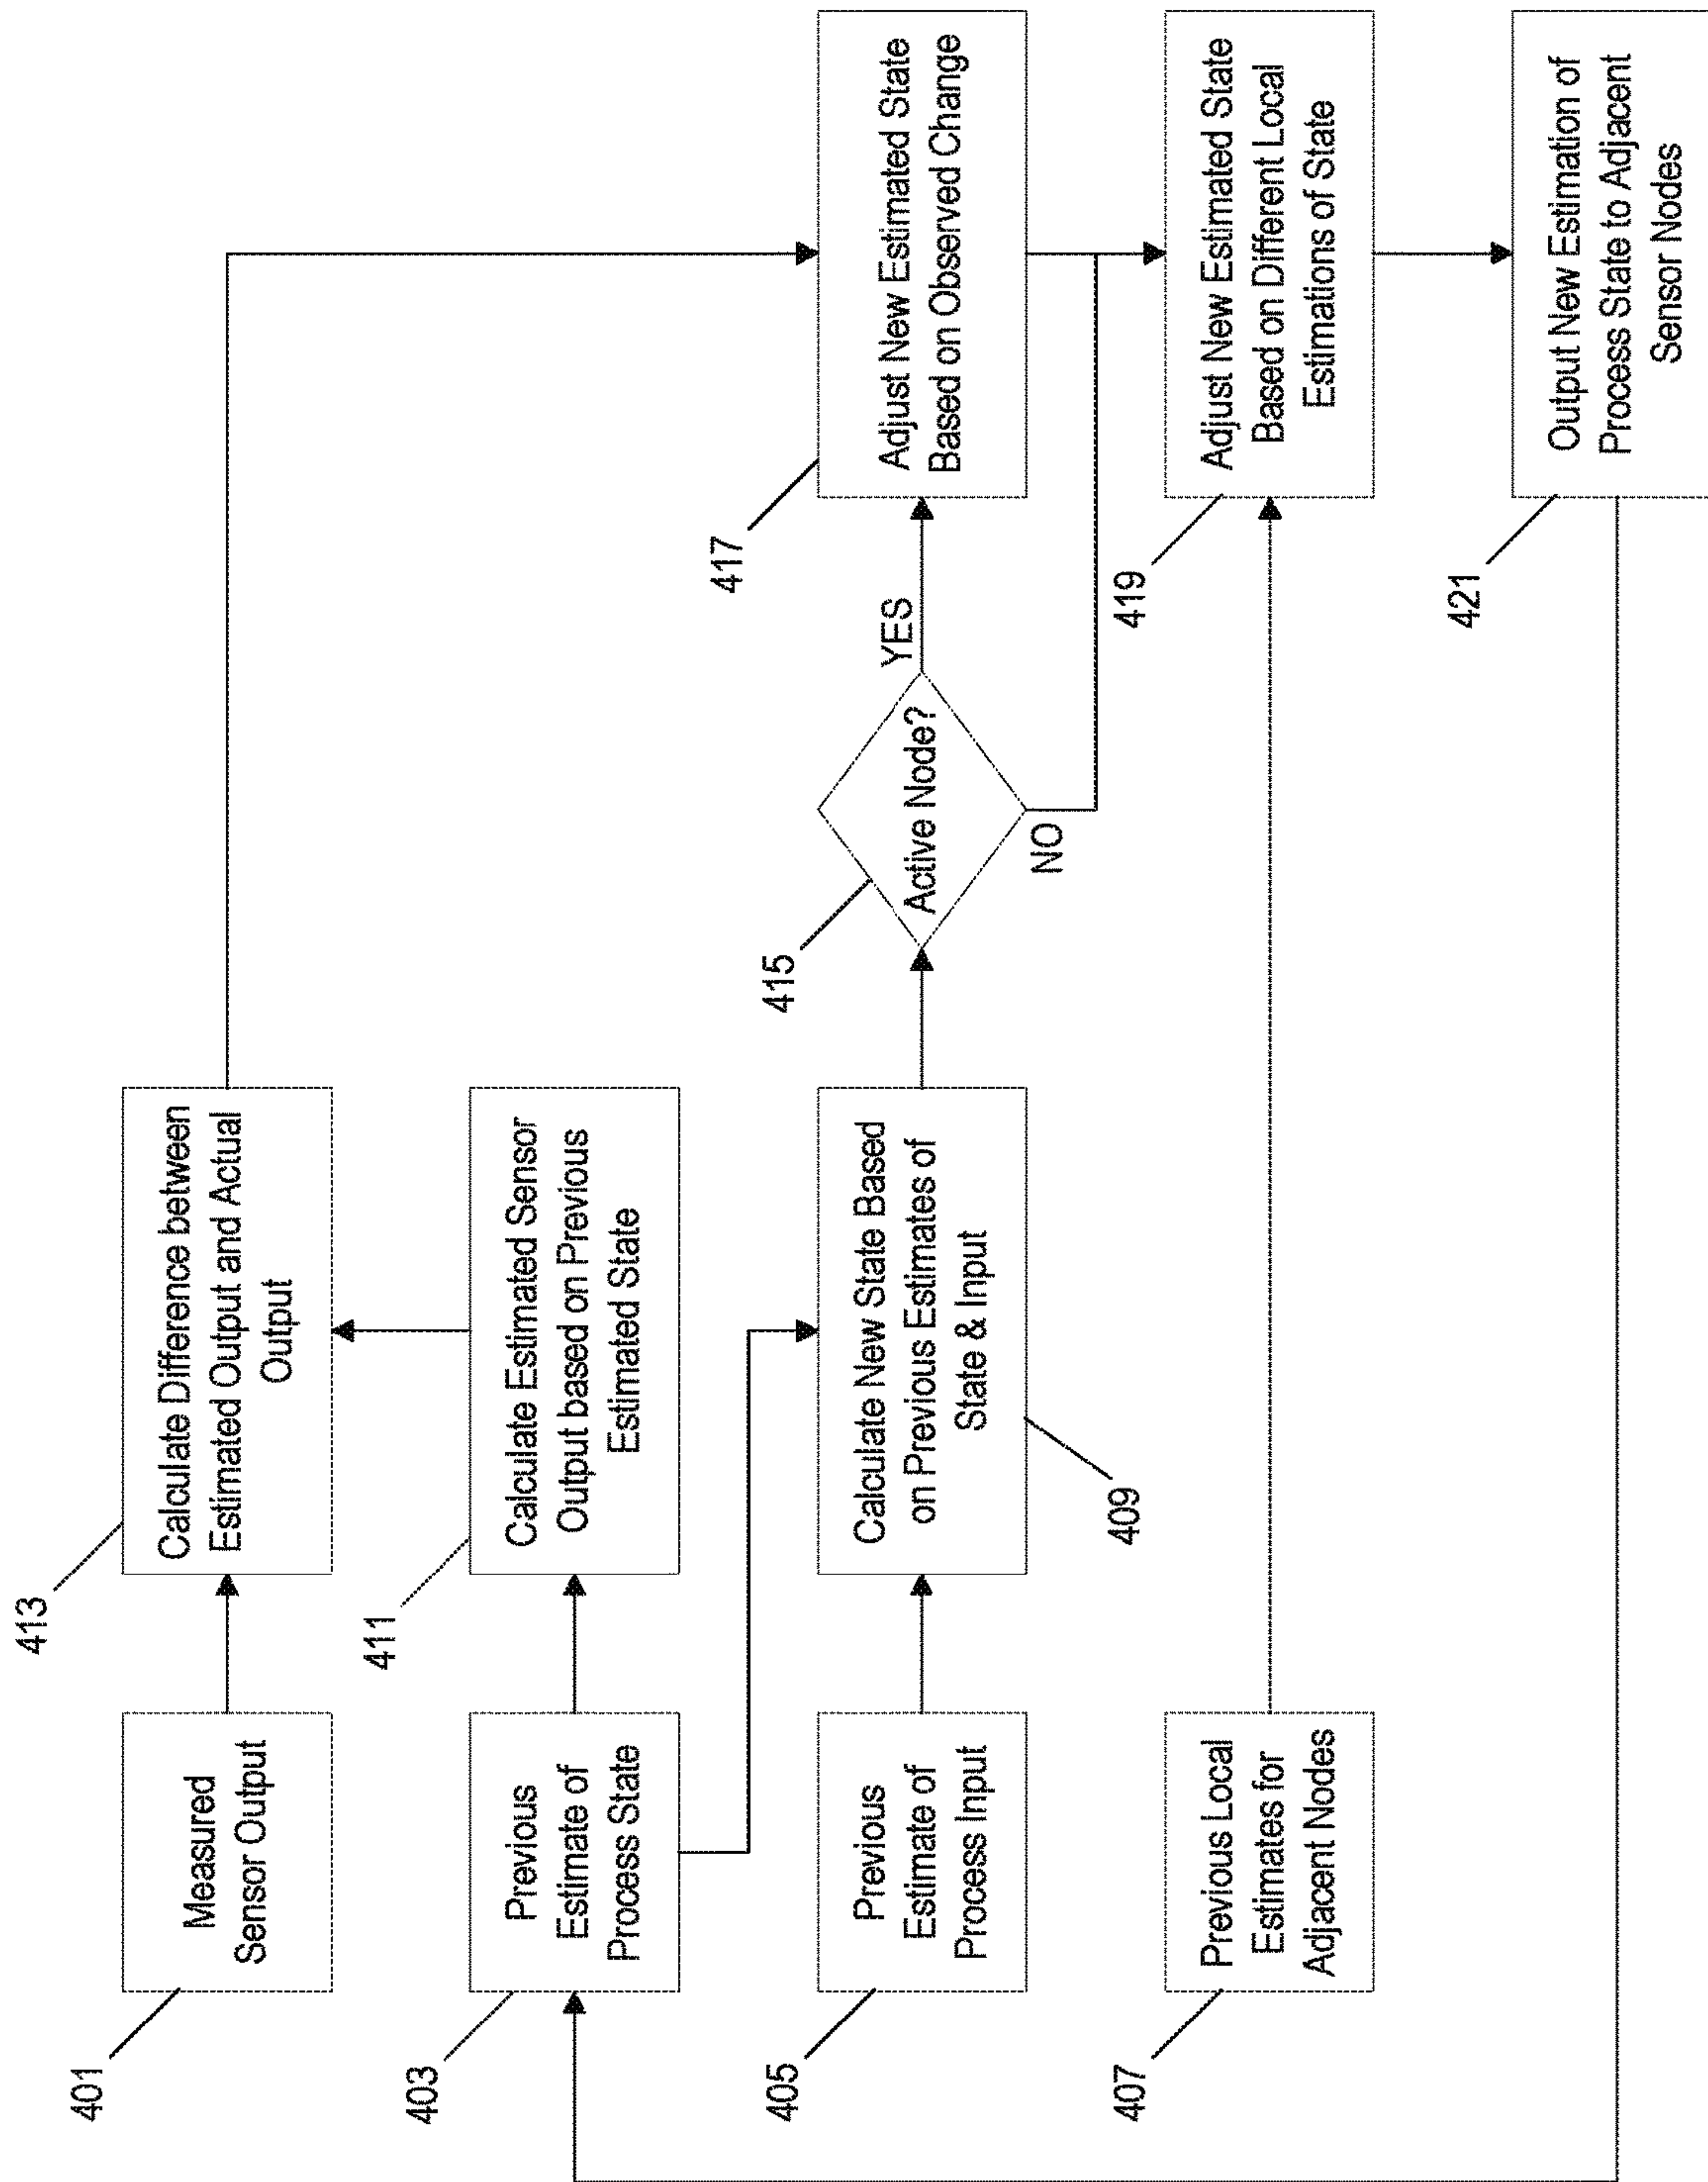 401
Measured
Sensor Output
413
Calculate Difference between
Estimated Output and Actual
Output
403
Previous
Estimate of
Process State
411
Calculate Estimated Sensor
Output based on Previous
Estimated State
405
Previous
Estimate of
Process Input
409
Calculate New State Based
on Previous Estimates of
State & Input
415
Active Node?
YES
NO
417
Adjust New Estimated State
Based on Observed Change
407
Previous Local
Estimates for
Adjacent Nodes
419
Adjust New Estimated State
Based on Different Local
Estimations of State
421
Output New Estimation of
Process State to Adjacent
Sensor Nodes